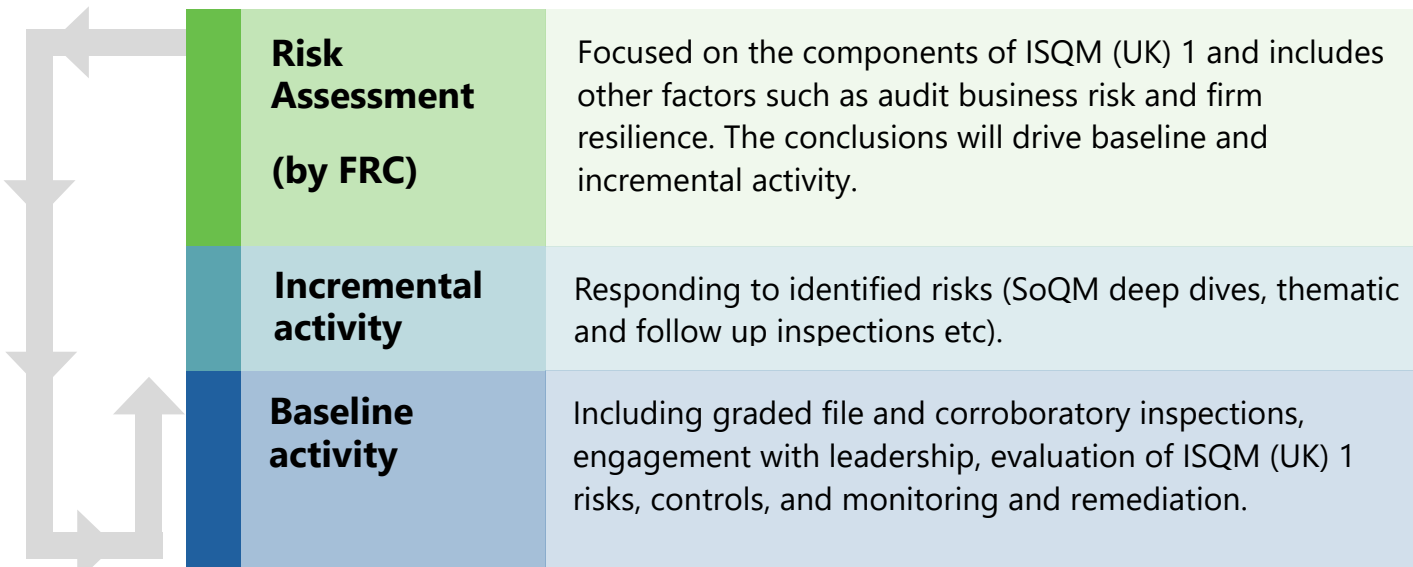 Risk
Assessment
(by FRC)
Focused on the components of ISQM (UK) 1 and includes
other factors such as audit business risk and firm
resilience. The conclusions will drive baseline and
incremental activity.
Incremental
activity
Responding to identified risks (SoQM deep dives, thematic
and follow up inspections etc).
Baseline
activity
Including graded file and corroboratory inspections,
engagement with leadership, evaluation of ISQM (UK) 1
risks, controls, and monitoring and remediation.